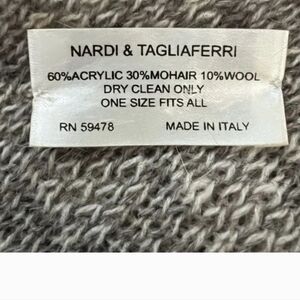 NARDI & TAGLIAFERRI
60%ACRYLIC 30%MOHAIR 10%WOOL
DRY CLEAN ONLY
ONE SIZE FITS ALL
RN 59478 MADE IN ITALY